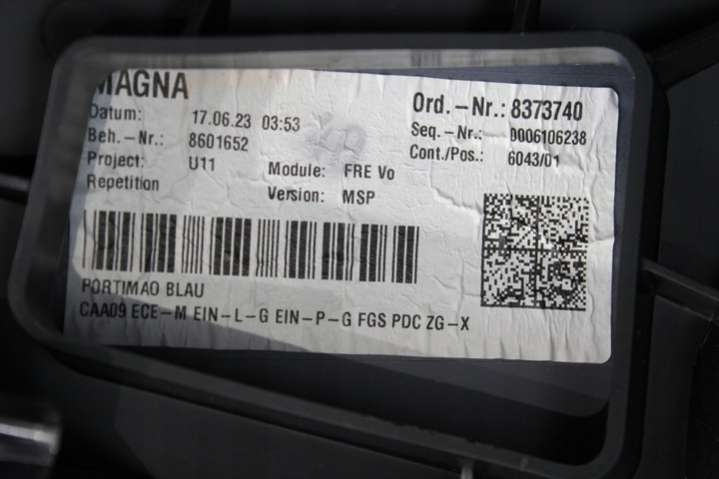 MAGNA
Ord. -Nr.: 8373740
Datum: 17.06.23 03:53
Seq. -Nr.: 0006106238
Beh. -Nr.: 8601652
Cont./Pos.: 6043/01
Project: U11
Module: FRE Vo
Repetition
Version: MSP
PORTIMAO BLAU
CAA09 ECE-M EIN-L-G EIN-P-G FGS PDC ZG-X